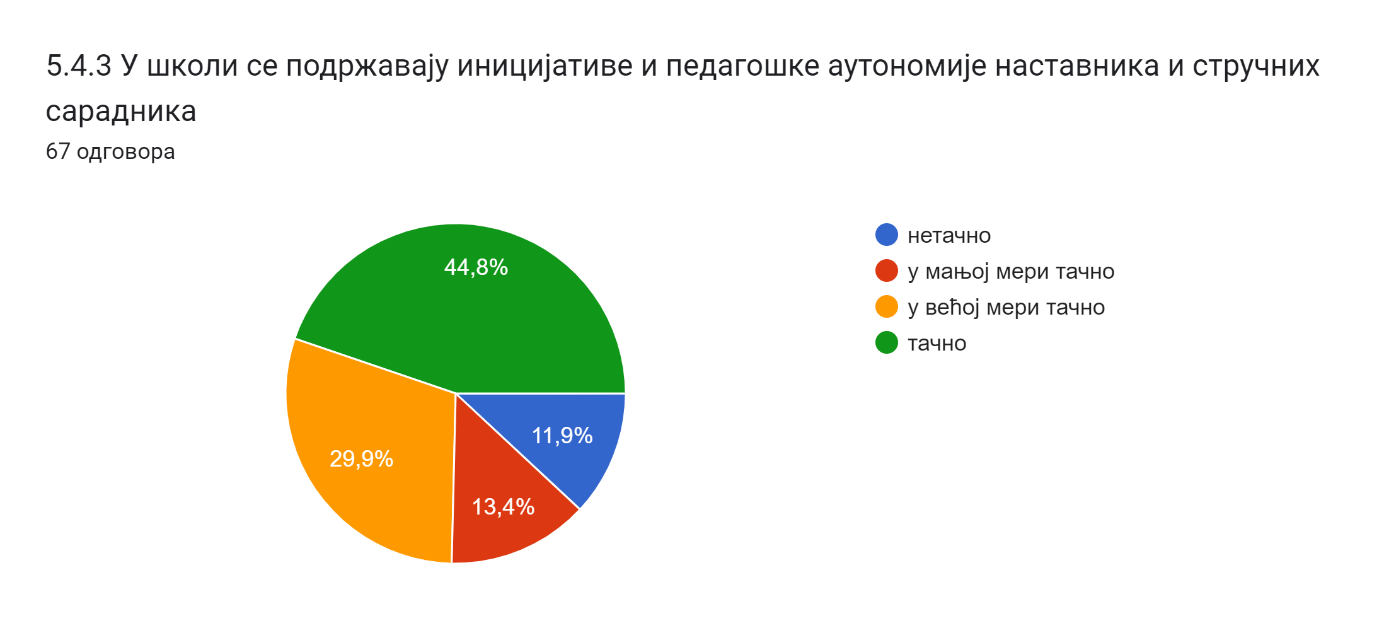 5.4.3 У школи се подржавају иницијативе и педагошке аутономије наставника и стручних
сарадника
67 одговора
44,8%
11,9%
29,9%
13,4%
нетачно
у мањој мери тачно
у већој мери тачно
тачно